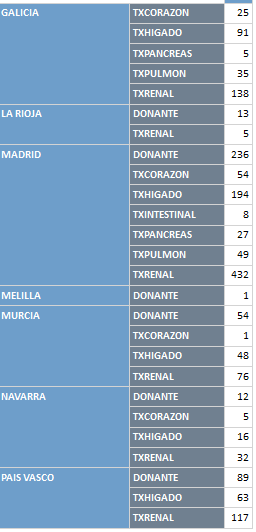 GALICIA TXCORAZON 25
TXHIGADO 91
TXPANCREAS 5
TXPULMON 35
TXRENAL 138
LA RIOJA DONANTE 13
TXRENAL 5
MADRID DONANTE 236
TXCORAZON 54
TXHIGADO 194
TXINTESTINAL 8
TXPANCREAS 27
TXPULMON 49
TXRENAL 432
MELILLA DONANTE 1
MURCIA DONANTE 54
TXCORAZON 1
TXHIGADO 48
TXRENAL 76
NAVARRA DONANTE 12
TXCORAZON 5
TXHIGADO 16
TXRENAL 32
PAIS VASCO DONANTE 89
TXHIGADO 63
TXRENAL 117